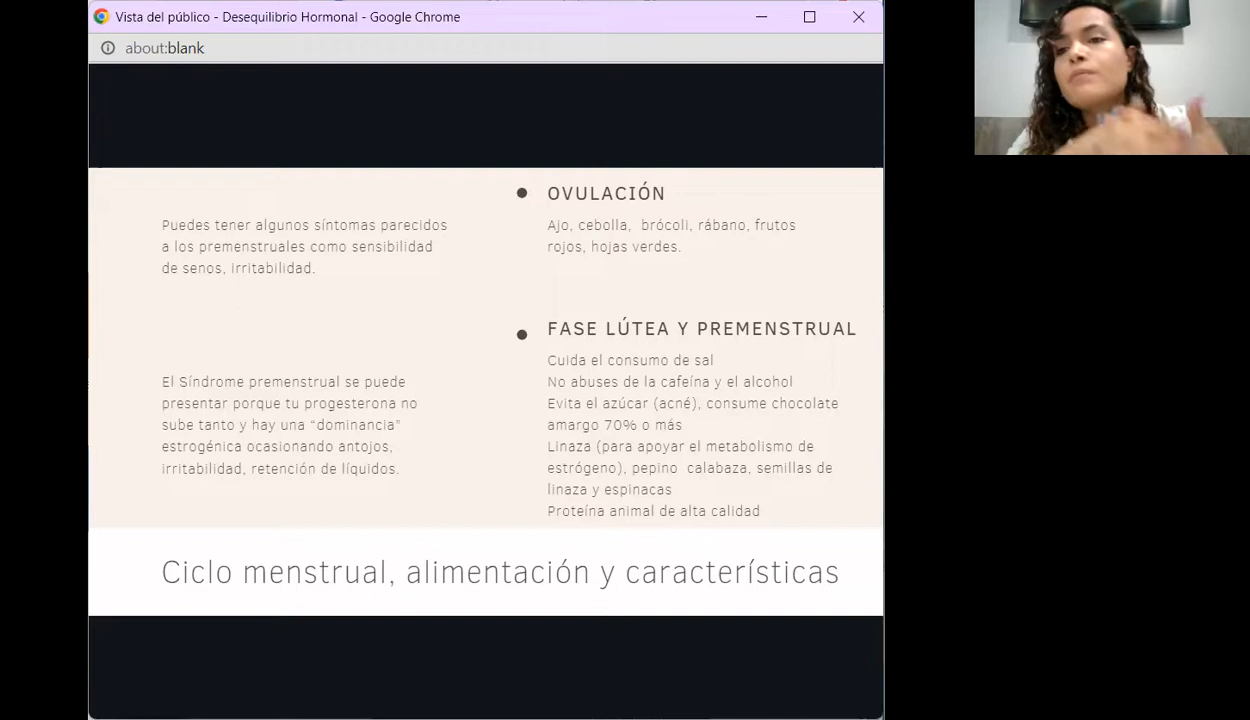 Vista del público - Desequilibrio Hormonal - Google Chrome
about:blank
OVULACIÓN
Puedes tener algunos síntomas parecidos
a los premenstruales como sensibilidad
de senos, irritabilidad.
Ajo, cebolla, brócoli, rábano, frutos
rojos, hojas verdes.
FASE LÚTEA Y PREMENSTRUAL
El Síndrome premenstrual se puede
presentar porque tu progesterona no
sube tanto y hay una “dominancia”
estrogénica ocasionando antojos,
irritabilidad, retención de líquidos.
Cuida el consumo de sal
No abuses de la cafeína y el alcohol
Evita el azúcar (acné), consume chocolate
amargo 70% o más
Linaza (para apoyar el metabolismo de
estrógeno), pepino calabaza, semillas de
linaza y espinacas
Proteína animal de alta calidad
Ciclo menstrual, alimentación y características